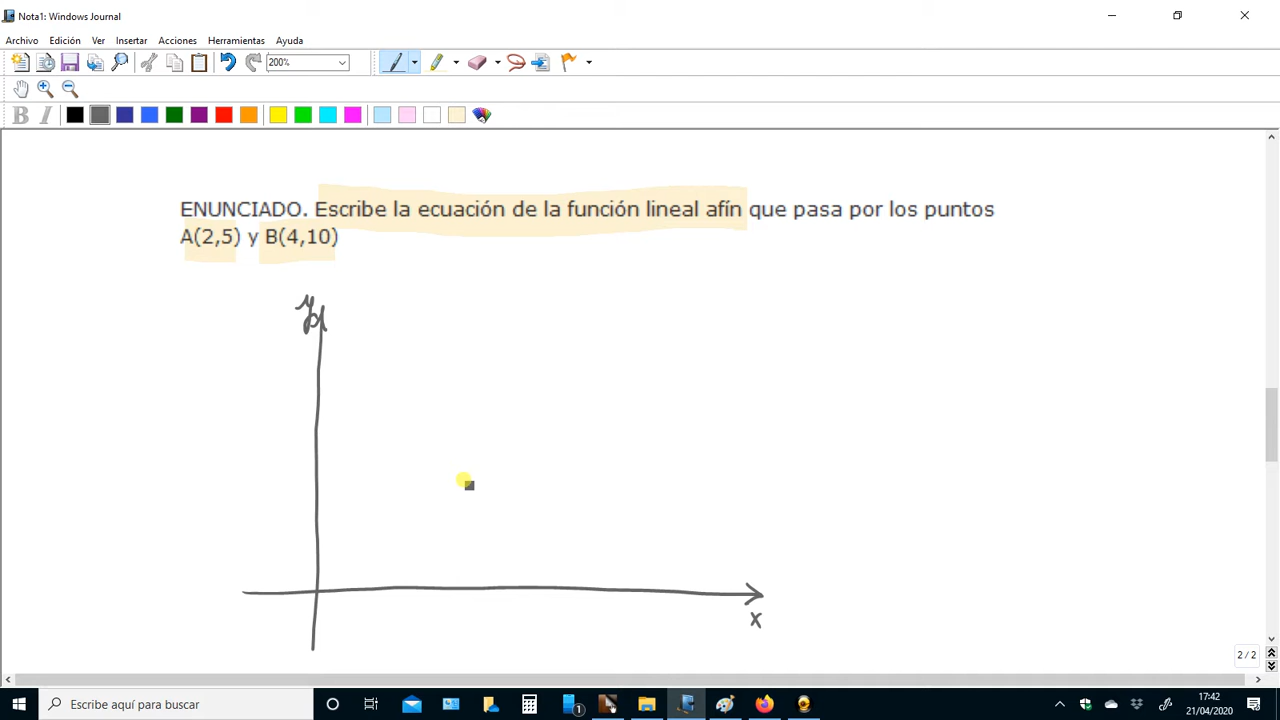 Nota1: Windows Journal
Archivo Edición Ver Insertar Acciones Herramientas Ayuda
200%
B I
ENUNCIADO. Escribe la ecuación de la función lineal afín que pasa por los puntos
A(2,5) y B(4,10)
y
x
2 / 2
Escribe aquí para buscar
1
17:42
21/04/2020